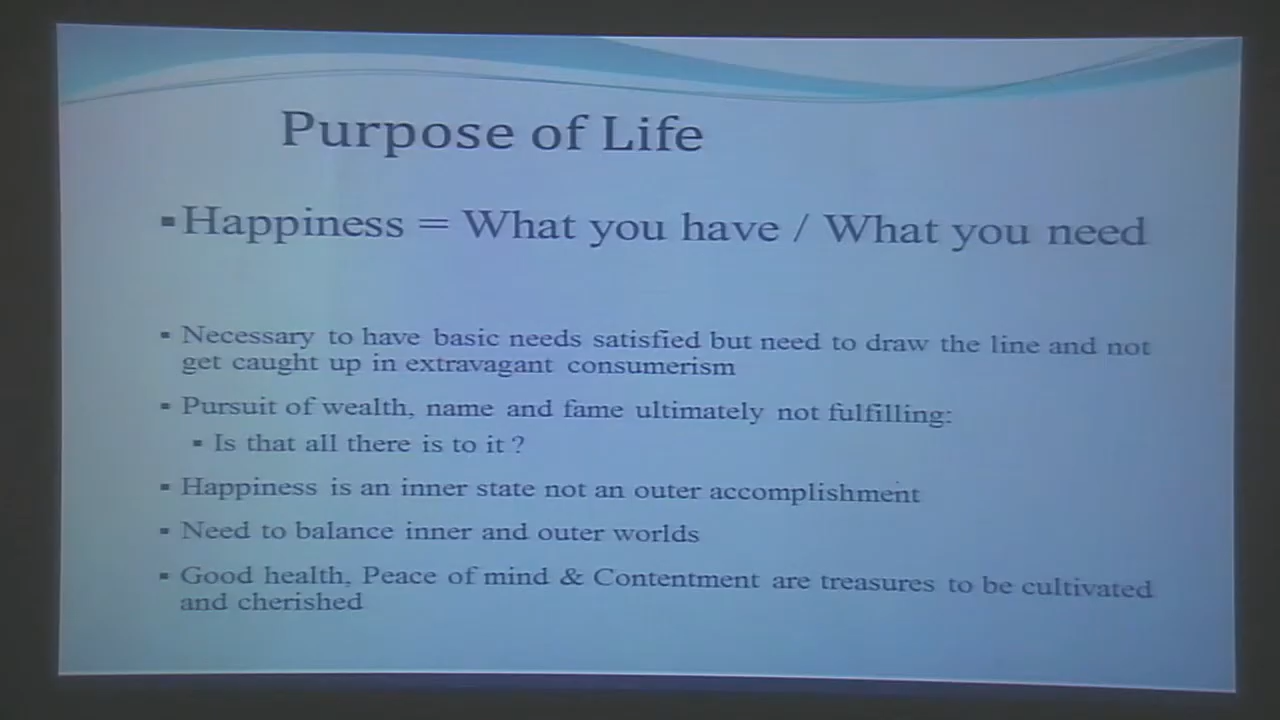 Purpose of Life
▪Happiness = What you have / What you need
▪ Necessary to have basic needs satisfied but need to draw the line and not
get caught up in extravagant consumerism
▪ Pursuit of wealth, name and fame ultimately not fulfilling:
▪ Is that all there is to it ?
▪ Happiness is an inner state not an outer accomplishment
▪ Need to balance inner and outer worlds
▪ Good health, Peace of mind & Contentment are treasures to be cultivated
and cherished